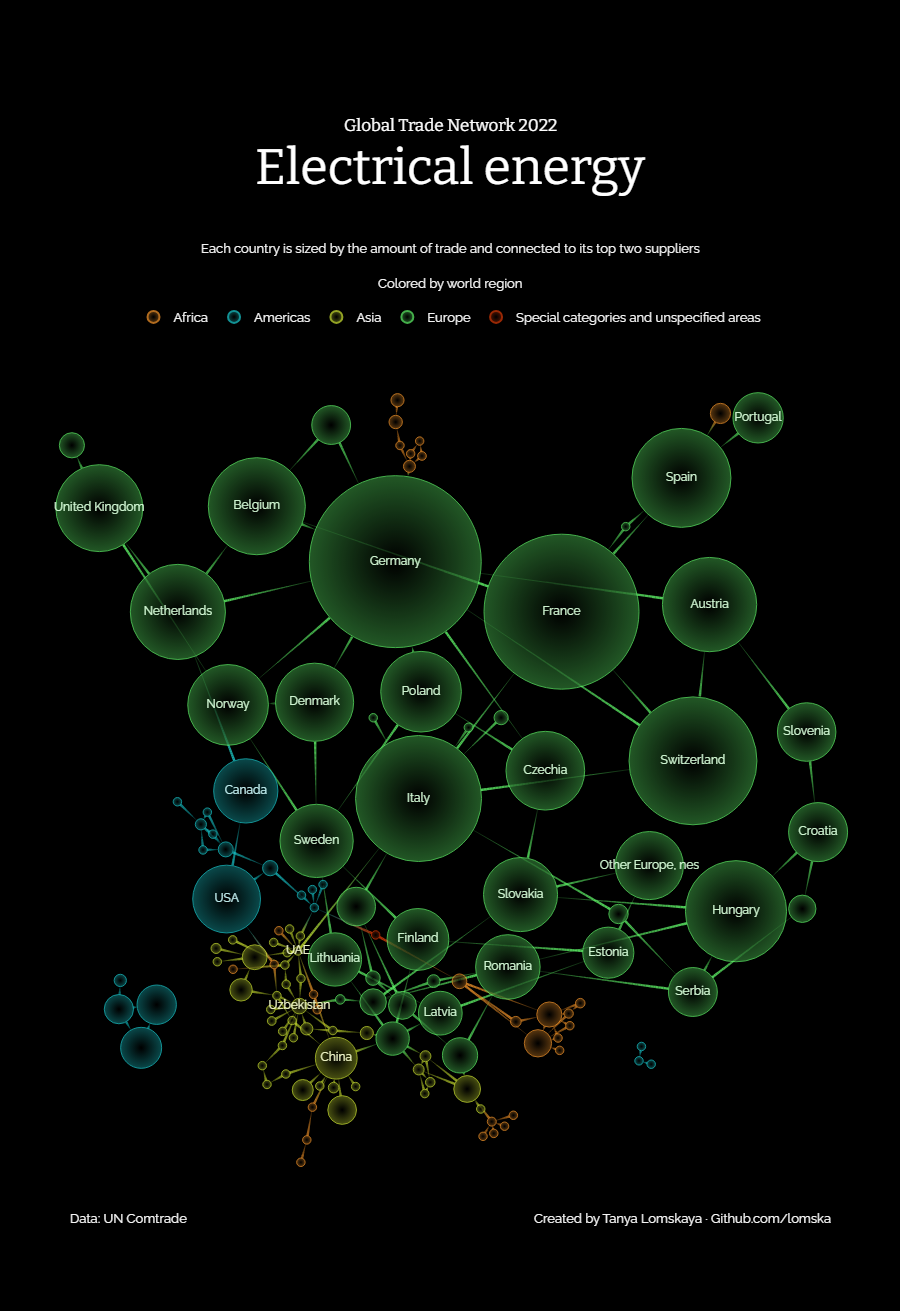 Global Trade Network 2022
Electrical energy
Each country is sized by the amount of trade and connected to its top two suppliers
Colored by world region
Africa Americas Asia Europe Special categories and unspecified areas
Portugal
Spain
United Kingdom
Belgium
Germany
Netherlands
France
Austria
Norway
Denmark
Poland
Slovenia
Switzerland
Czechia
Canada
Italy
Croatia
Sweden
Other Europe, nes
USA
Slovakia
Hungary
Finland
UAE
Lithuania
Estonia
Romania
Serbia
Uzbekistan
Latvia
China
Data: UN Comtrade
Created by Tanya Lomskaya · Github.com/lomska